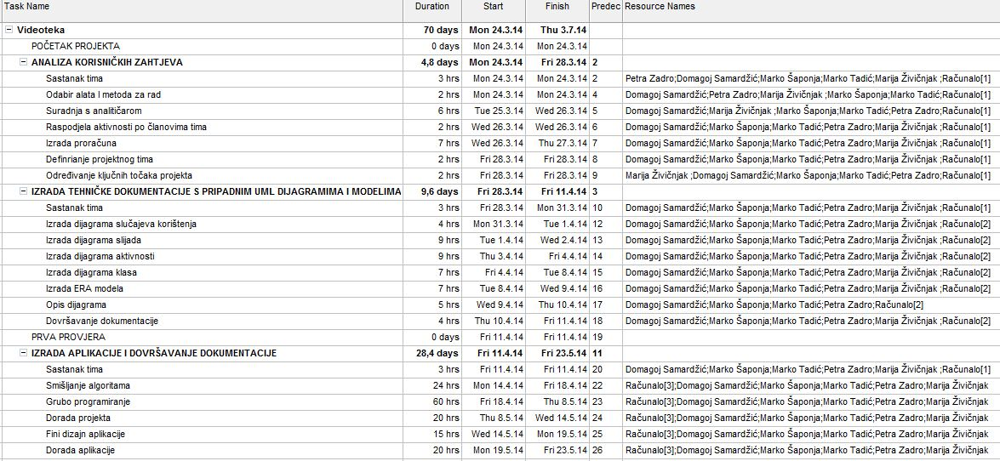 Task Name Duration Start Finish Predec Resource Names
Videoteka 70 days Mon 24.3.14 Thu 3.7.14
POČETAK PROJEKTA 0 days Mon 24.3.14 Mon 24.3.14
ANALIZA KORISNIČKIH ZAHTJEVA 4,8 days Mon 24.3.14 Fri 28.3.14 2
Sastanak tima 3 hrs Mon 24.3.14 Mon 24.3.14 2 Petra Zadro;Domagoj Samardžić;Marko Šaponja;Marko Tadić;Marija Živičnjak ;Računalo[1]
Odabir alata I metoda za rad 2 hrs Mon 24.3.14 Mon 24.3.14 4 Domagoj Samardžić;Petra Zadro;Marija Živičnjak ;Marko Šaponja;Marko Tadić;Računalo[1]
Suradnja s analitičarom 6 hrs Tue 25.3.14 Wed 26.3.14 5 Domagoj Samardžić;Marija Živičnjak ;Marko Šaponja;Marko Tadić;Petra Zadro;Računalo[1]
Raspodjela aktivnosti po članovima tima 2 hrs Wed 26.3.14 Wed 26.3.14 6 Domagoj Samardžić;Marko Šaponja;Marko Tadić;Petra Zadro;Marija Živičnjak ;Računalo[1]
Izrada proračuna 7 hrs Wed 26.3.14 Thu 27.3.14 7 Domagoj Samardžić;Marko Šaponja;Marko Tadić;Petra Zadro;Marija Živičnjak ;Računalo[1]
Definrianje projektnog tima 2 hrs Fri 28.3.14 Fri 28.3.14 8 Domagoj Samardžić;Marko Šaponja;Marko Tadić;Petra Zadro;Marija Živičnjak ;Računalo[1]
Određivanje ključnih točaka projekta 2 hrs Fri 28.3.14 Fri 28.3.14 9 Marija Živičnjak ;Domagoj Samardžić;Marko Šaponja;Marko Tadić;Petra Zadro;Računalo[1]
IZRADA TEHNIČKE DOKUMENTACIJE S PRIPADNIM UML DIJAGRAMIMA I MODELIMA 9,6 days Fri 28.3.14 Fri 11.4.14 3
Sastanak tima 3 hrs Fri 28.3.14 Mon 31.3.14 10 Domagoj Samardžić;Marko Šaponja;Marko Tadić;Petra Zadro;Marija Živičnjak ;Računalo[1]
Izrada dijagrama slučajeva korištenja 4 hrs Mon 31.3.14 Tue 1.4.14 12 Domagoj Samardžić;Marko Šaponja;Marko Tadić;Petra Zadro;Marija Živičnjak ;Računalo[2]
Izrada dijagrama slijada 9 hrs Tue 1.4.14 Wed 2.4.14 13 Domagoj Samardžić;Marko Šaponja;Marko Tadić;Petra Zadro;Marija Živičnjak ;Računalo[2]
Izrada dijagrama aktivnosti 9 hrs Thu 3.4.14 Fri 4.4.14 14 Domagoj Samardžić;Marko Šaponja;Marko Tadić;Petra Zadro;Marija Živičnjak ;Računalo[2]
Izrada dijagrama klasa 7 hrs Fri 4.4.14 Tue 8.4.14 15 Domagoj Samardžić;Marko Šaponja;Marko Tadić;Petra Zadro;Marija Živičnjak ;Računalo[2]
Izrada ERA modela 7 hrs Tue 8.4.14 Wed 9.4.14 16 Domagoj Samardžić;Marko Šaponja;Marko Tadić;Petra Zadro;Marija Živičnjak ;Računalo[2]
Opis dijagrama 5 hrs Wed 9.4.14 Thu 10.4.14 17 Domagoj Samardžić;Marko Šaponja;Marko Tadić;Petra Zadro;Računalo[2]
Dovršavanje dokumentacije 4 hrs Thu 10.4.14 Fri 11.4.14 18 Domagoj Samardžić;Marko Šaponja;Marko Tadić;Petra Zadro;Marija Živičnjak ;Računalo[2]
PRVA PROVJERA 0 days Fri 11.4.14 Fri 11.4.14 19
IZRADA APLIKACIJE I DOVRŠAVANJE DOKUMENTACIJE 28,4 days Fri 11.4.14 Fri 23.5.14 11
Sastanak tima 3 hrs Fri 11.4.14 Fri 11.4.14 20 Domagoj Samardžić;Marko Šaponja;Marko Tadić;Petra Zadro;Marija Živičnjak ;Računalo[1]
Smišljanje algoritama 24 hrs Mon 14.4.14 Fri 18.4.14 22 Računalo[3];Domagoj Samardžić;Marko Šaponja;Marko Tadić;Petra Zadro;Marija Živičnjak
Grubo programiranje 60 hrs Fri 18.4.14 Thu 8.5.14 23 Računalo[3];Domagoj Samardžić;Marko Šaponja;Marko Tadić;Petra Zadro;Marija Živičnjak
Dorada projekta 20 hrs Thu 8.5.14 Wed 14.5.14 24 Računalo[3];Domagoj Samardžić;Marko Šaponja;Marko Tadić;Petra Zadro;Marija Živičnjak
Fini dizajn aplikacije 15 hrs Wed 14.5.14 Mon 19.5.14 25 Računalo[3];Domagoj Samardžić;Marko Šaponja;Marko Tadić;Petra Zadro;Marija Živičnjak
Dorada aplikacije 20 hrs Mon 19.5.14 Fri 23.5.14 26 Računalo[3];Domagoj Samardžić;Marko Šaponja;Marko Tadić;Petra Zadro;Marija Živičnjak